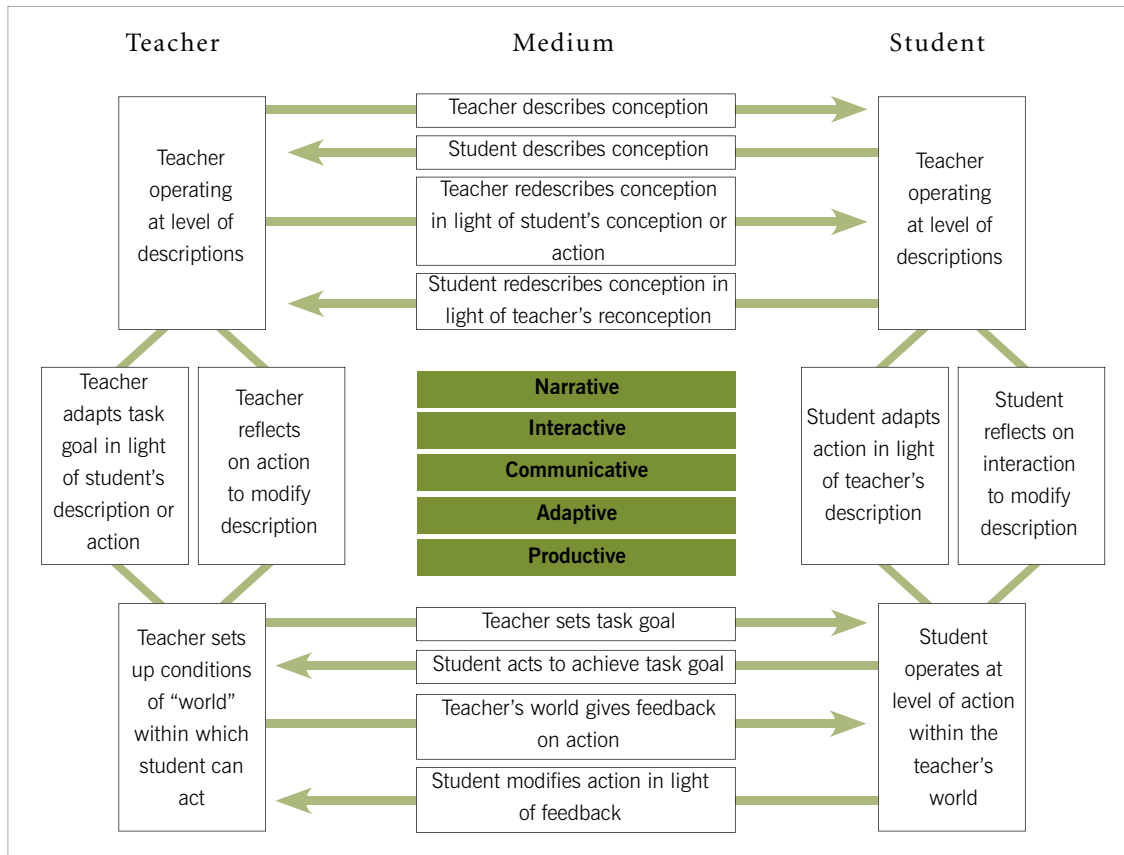 Teacher
Medium
Student
Teacher
operating
at level of
descriptions
Teacher describes conception
Student describes conception
Teacher redescribes conception
in light of student’s conception or
action
Student redescribes conception in
light of teacher’s reconception
Teacher
operating
at level of
descriptions
Teacher
adapts task
goal in light
of student’s
description or
action
Teacher
reflects
on action
to modify
description
Narrative
Interactive
Communicative
Adaptive
Productive
Student adapts
action in light
of teacher’s
description
Student
reflects on
interaction
to modify
description
Teacher sets
up conditions
of “world”
within which
student can
act
Teacher sets task goal
Student acts to achieve task goal
Teacher’s world gives feedback
on action
Student modifies action in light
of feedback
Student
operates at
level of action
within the
teacher’s
world